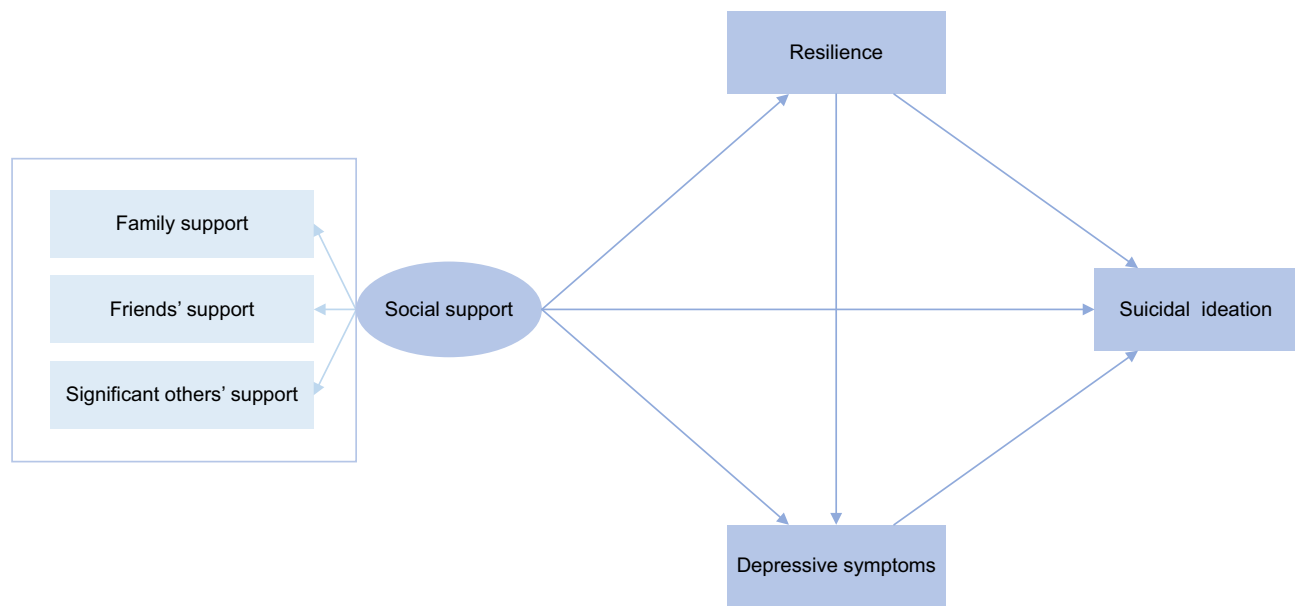 Resilience
Family support
Friends’ support
Significant others’ support
Social support
Suicidal  ideation
Depressive symptoms